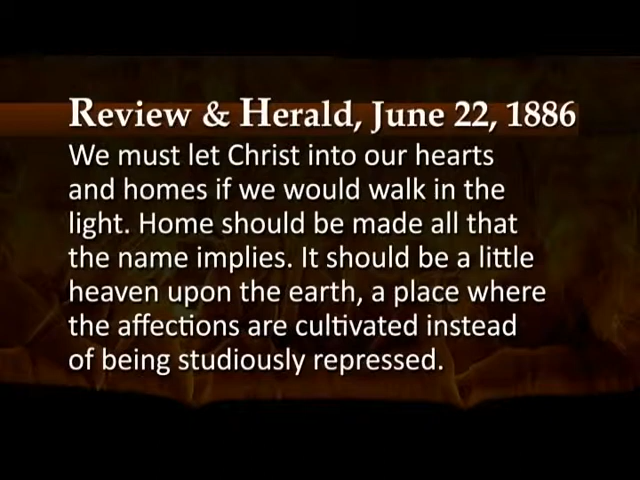 Review & Herald, June 22, 1886
We must let Christ into our hearts
and homes if we would walk in the
light. Home should be made all that
the name implies. It should be a little
heaven upon the earth, a place where
the affections are cultivated instead
of being studiously repressed.